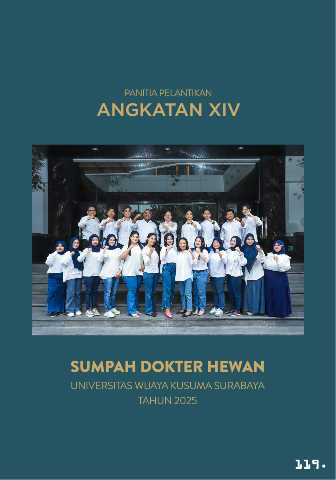 PANITIA PELANTIKAN
ANGKATAN XIV
SUMPAH DOKTER HEWAN
UNIVERSITAS WIJAYA KUSUMA SURABAYA
TAHUN 2025
119.